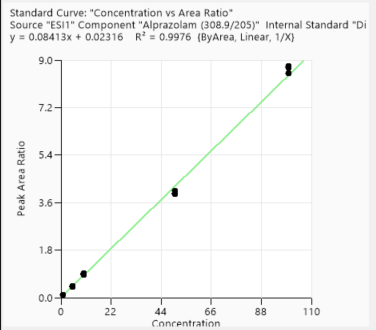 Standard Curve: "Concentration vs Area Ratio"
Source "ESI1" Component "Alprazolam (308.9/205)" Internal Standard "Di
y = 0.08413x + 0.02316 R² = 0.9976 (ByArea, Linear, 1/X)
9.0
7.2
5.4
3.6
1.8
0.0
Peak Area Ratio
0 22 44 66 88 110
Concentration